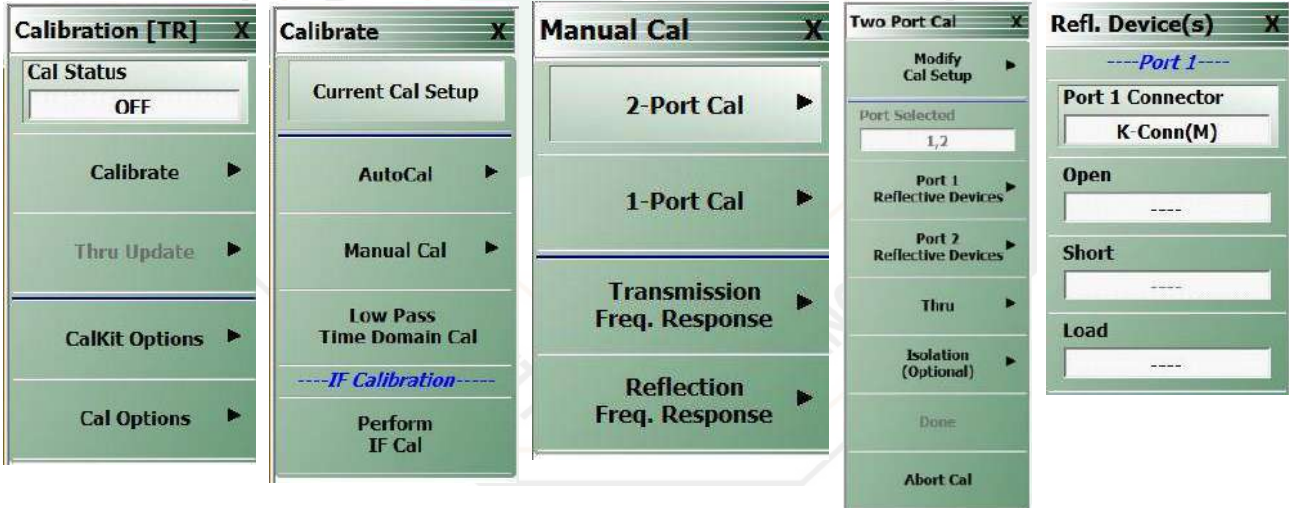 Calibration [TR] X
Cal Status
OFF
Calibrate
Thru Update
CalKit Options
Cal Options
Calibrate X
Current Cal Setup
AutoCal
Manual Cal
Low Pass
Time Domain Cal
----IF Calibration-----
Perform
IF Cal
Manual Cal X
2-Port Cal
1-Port Cal
Transmission
Freq. Response
Reflection
Freq. Response
Two Port Cal X
Modify
Cal Setup
Port Selected
1,2
Port 1
Reflective Devices
Port 2
Reflective Devices
Thru
Isolation
(Optional)
Done
Abort Cal
Refl. Device(s) X
----Port 1----
Port 1 Connector
K-Conn(M)
Open
----
Short
----
Load
----